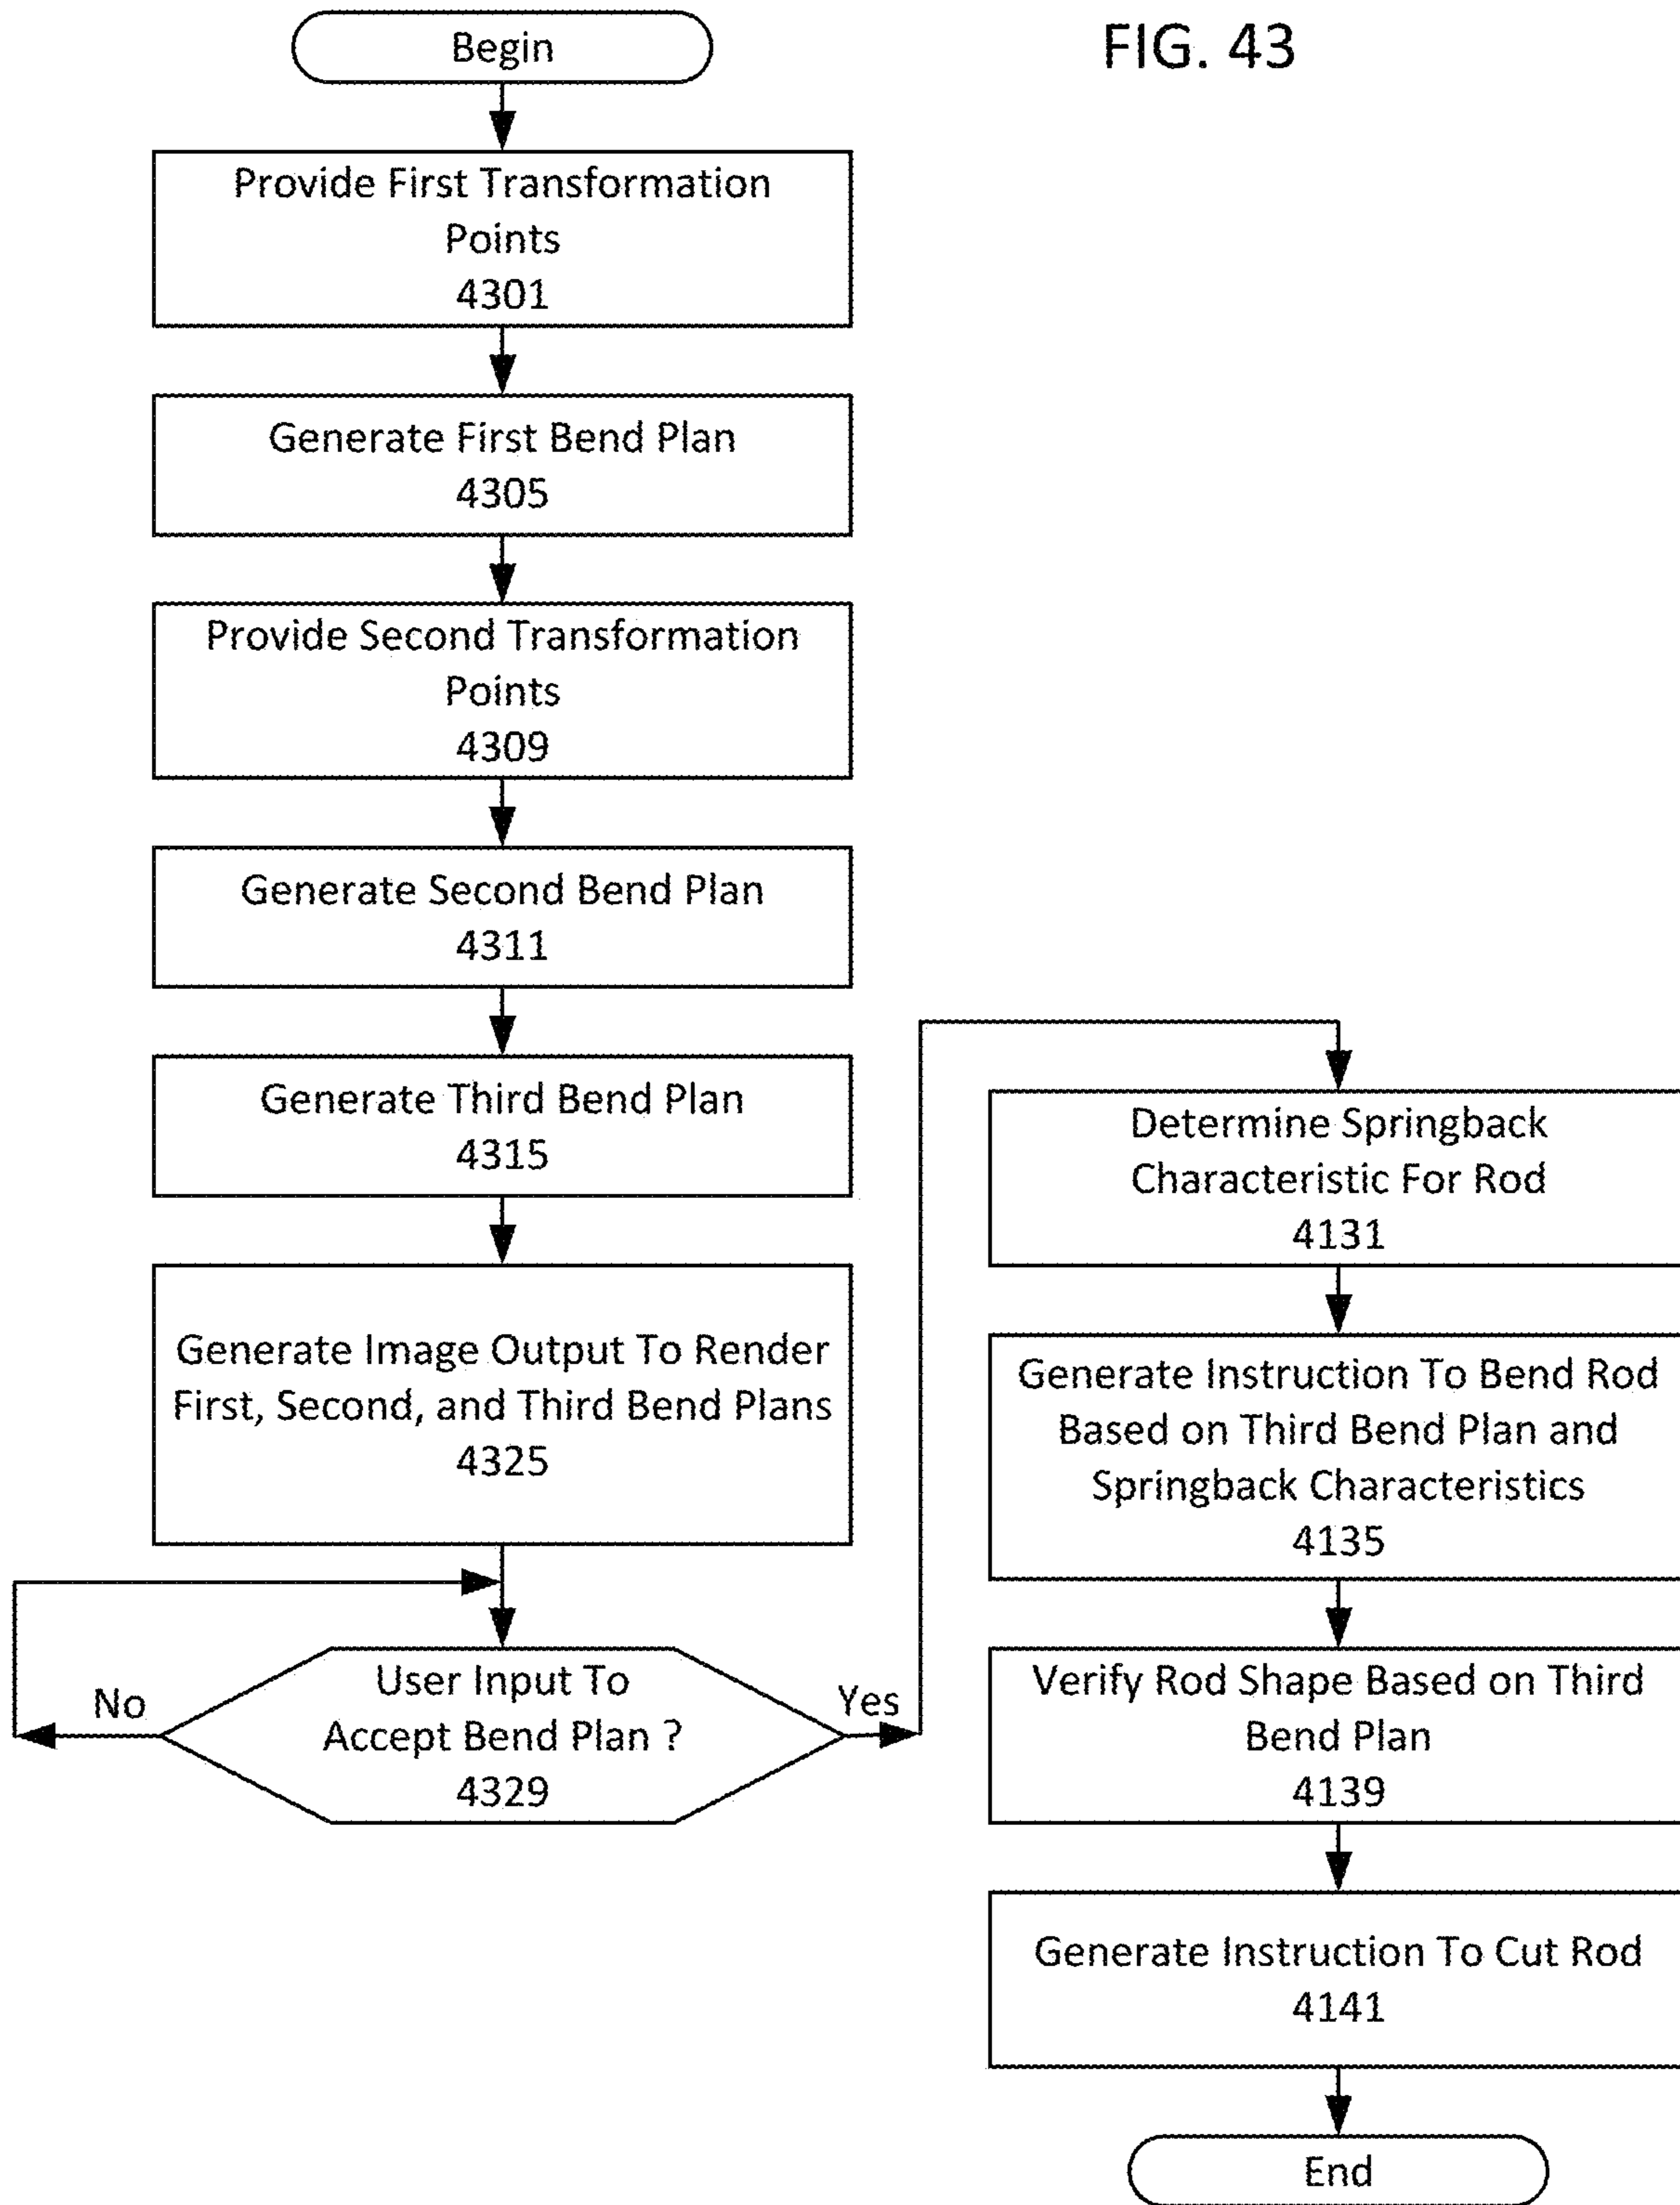 FIG. 43
Begin
Provide First Transformation
Points
4301
Generate First Bend Plan
4305
Provide Second Transformation
Points
4309
Generate Second Bend Plan
4311
Generate Third Bend Plan
4315
Generate Image Output To Render
First, Second, and Third Bend Plans
4325
User Input To
Accept Bend Plan ?
4329
No
Yes
Determine Springback
Characteristic For Rod
4131
Generate Instruction To Bend Rod
Based on Third Bend Plan and
Springback Characteristics
4135
Verify Rod Shape Based on Third
Bend Plan
4139
Generate Instruction To Cut Rod
4141
End